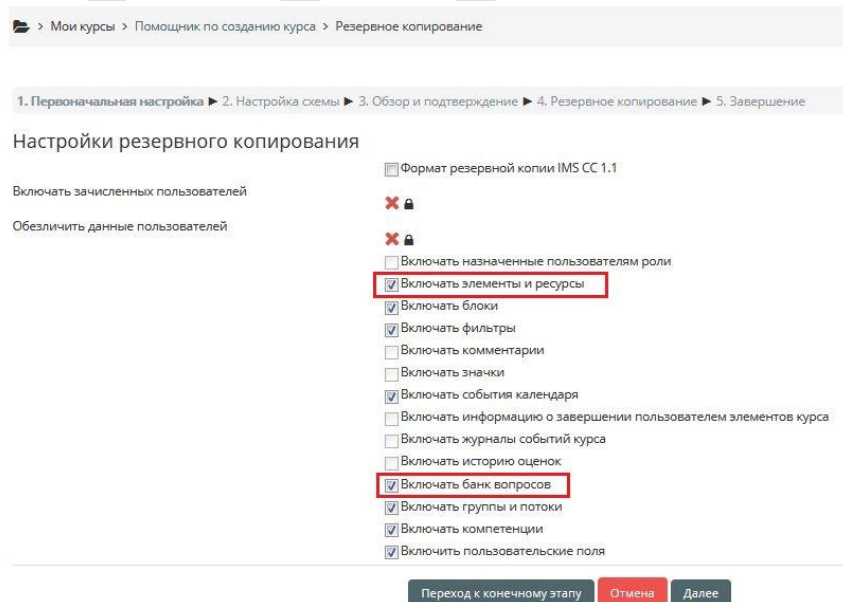 > Мои курсы > Помощник по созданию курса > Резервное копирование
1. Первоначальная настройка ► 2. Настройка схемы ► 3. Обзор и подтверждение ► 4. Резервное копирование ► 5. Завершение
Настройки резервного копирования
Формат резервной копии IMS CC 1.1
Включать зачисленных пользователей
Обезличить данные пользователей
Включать назначенные пользователям роли
Включать элементы и ресурсы
Включать блоки
Включать фильтры
Включать комментарии
Включать значки
Включать события календаря
Включать информацию о завершении пользователем элементов курса
Включать журналы событий курса
Включать историю оценок
Включать банк вопросов
Включать группы и потоки
Включать компетенции
Включить пользовательские поля
Переход к конечному этапу Отмена Далее